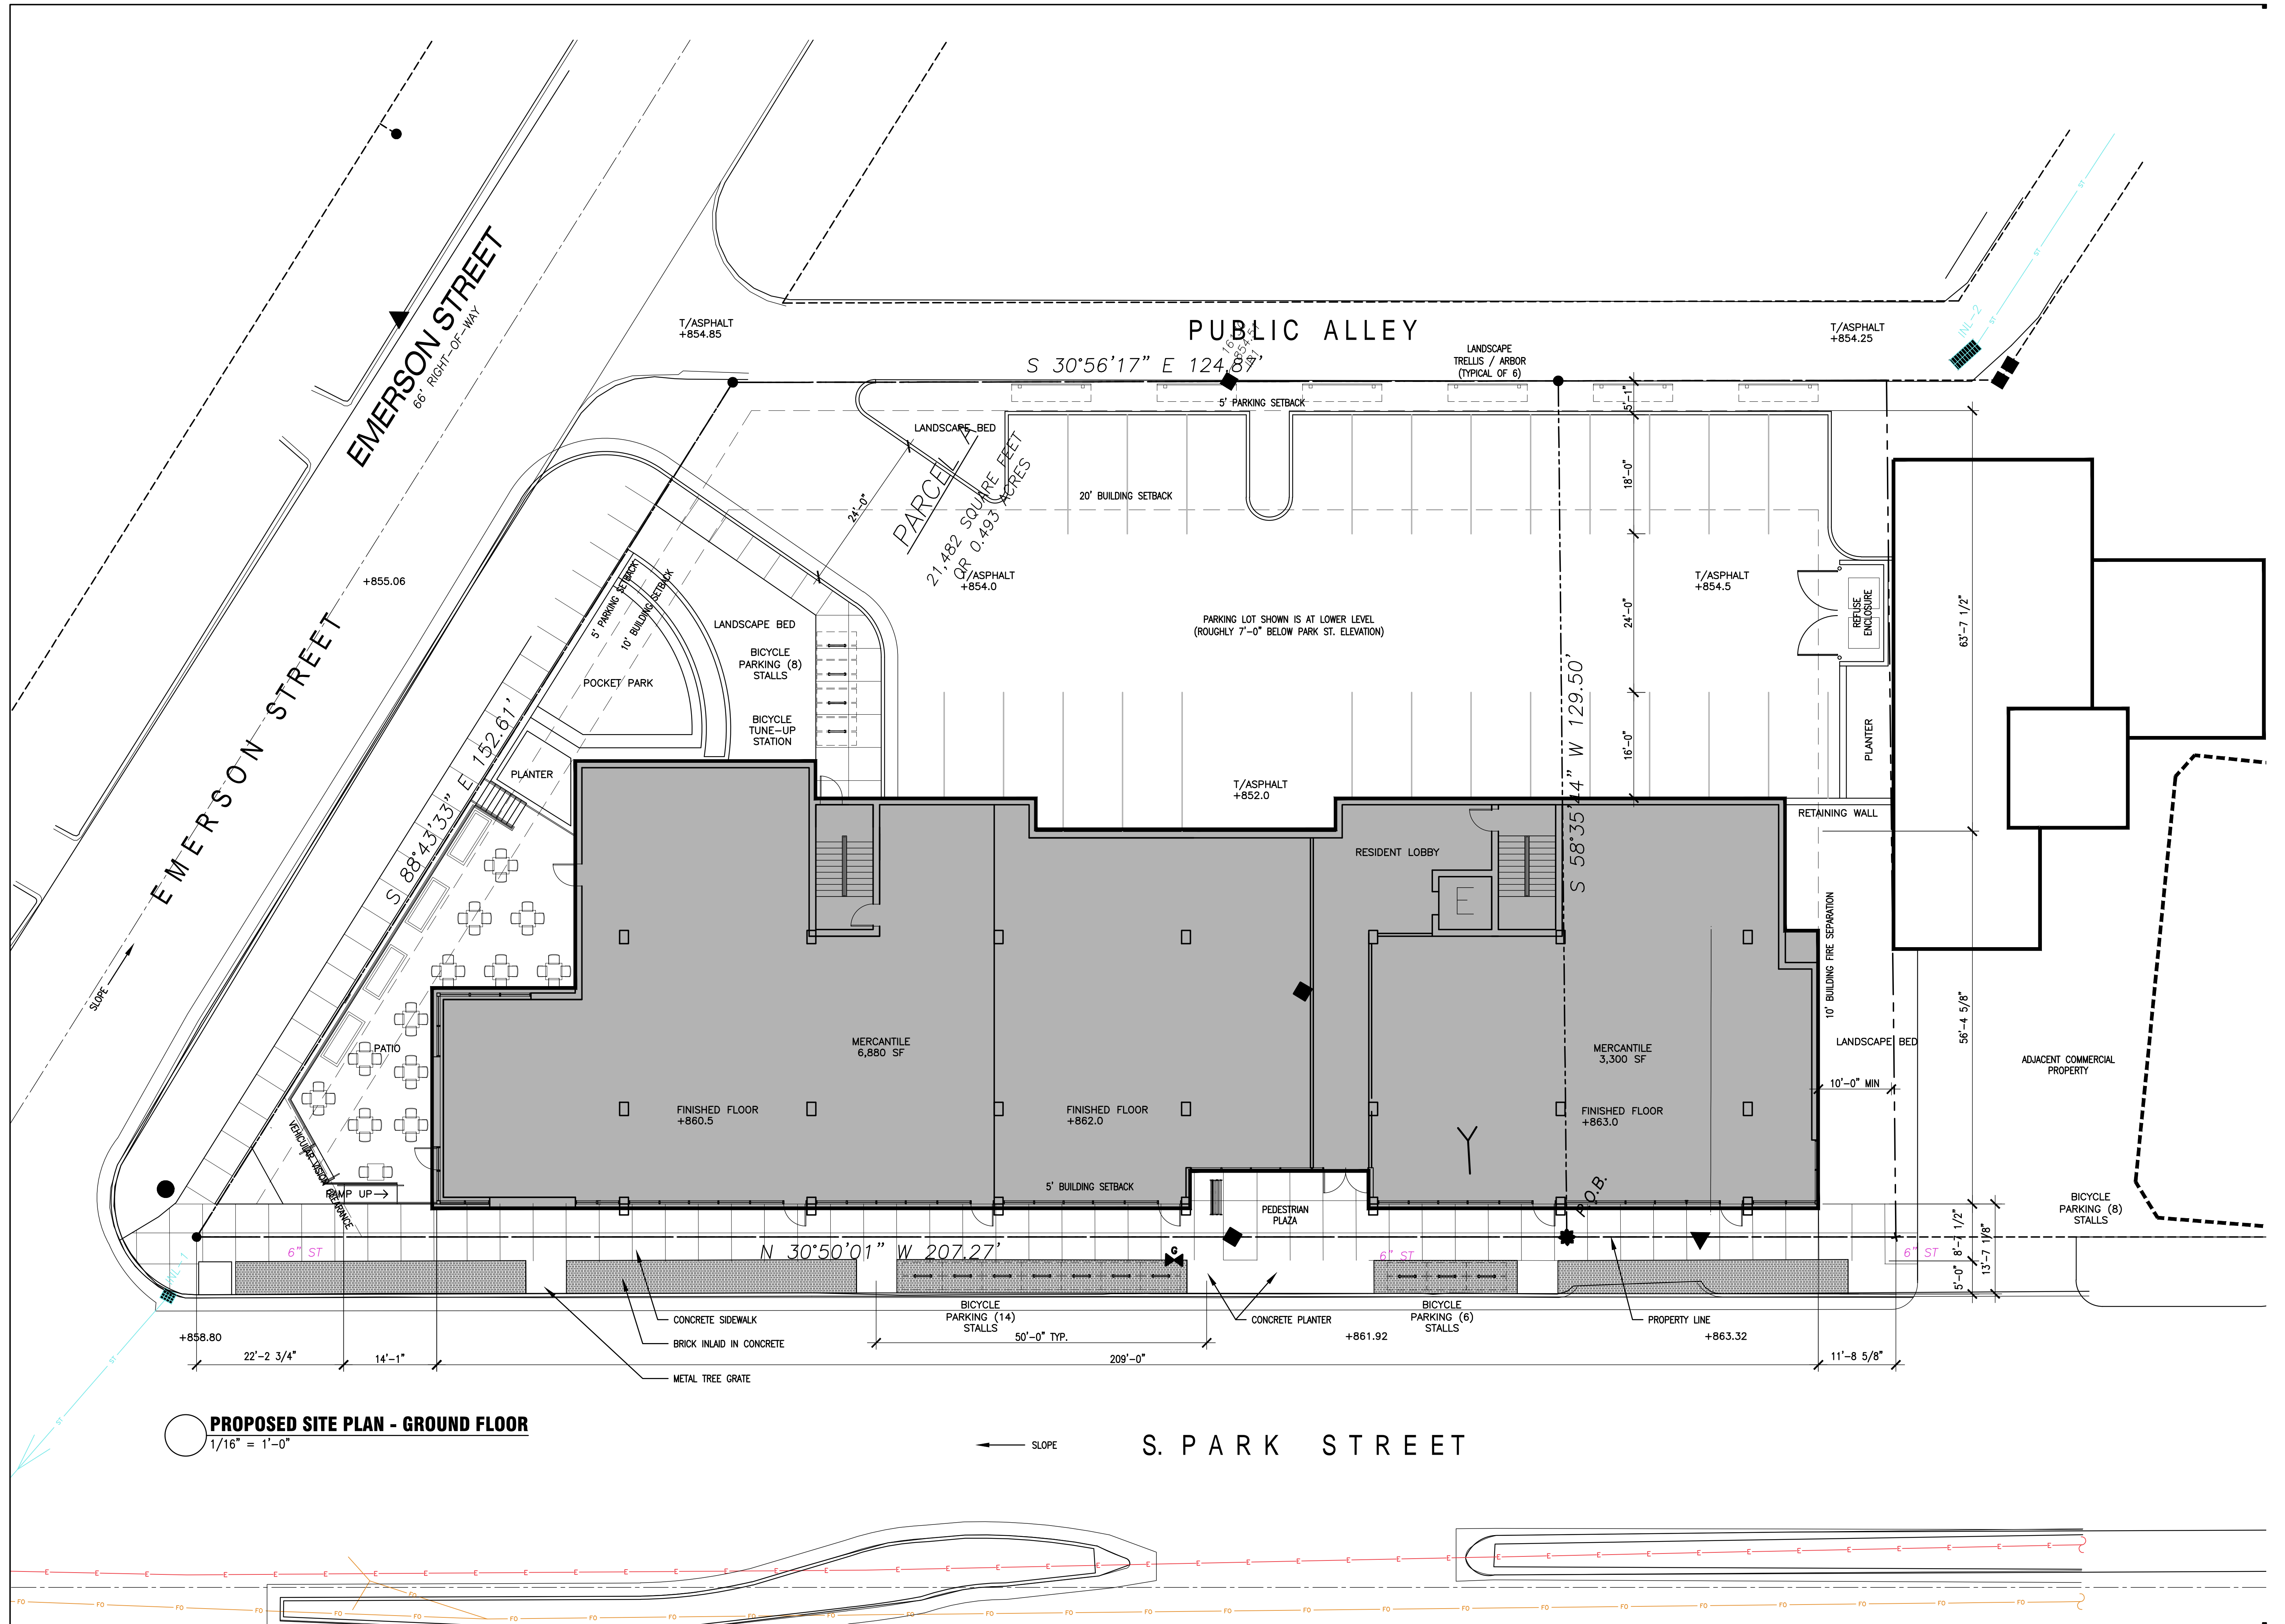 EMERSON STREET
66' RIGHT-OF-WAY
T/ASPHALT
+854.85
PUBLIC ALLEY
S 30°56'17" E 124.87'
LANDSCAPE
TRELLIS / ARBOR
(TYPICAL OF 6)
T/ASPHALT
+854.25
INL-2
ST
ST
ST
5' PARKING SETBACK
5'-1"
LANDSCAPE BED
PARCEL A
21,482 SQUARE FEET
OR 0.493 ACRES
24'-0"
20' BUILDING SETBACK
18'-0"
+855.06
T/ASPHALT
+854.0
T/ASPHALT
+854.5
5' PARKING SETBACK
10' BUILDING SETBACK
LANDSCAPE BED
PARKING LOT SHOWN IS AT LOWER LEVEL
(ROUGHLY 7'-0" BELOW PARK ST. ELEVATION)
24'-0"
REFUSE
ENCLOSURE
63'-7 1/2"
BICYCLE
PARKING (8)
STALLS
POCKET PARK
BICYCLE
TUNE-UP
STATION
EMERSON STREET
S 88°43'33" E 152.61'
S 58°35'44" W 129.50'
16'-0"
PLANTER
PLANTER
T/ASPHALT
+852.0
RETAINING WALL
RESIDENT LOBBY
E
10' BUILDING FIRE SEPARATION
SLOPE
PATIO
MERCANTILE
6,880 SF
MERCANTILE
3,300 SF
LANDSCAPE BED
56'-4 5/8"
ADJACENT COMMERCIAL
PROPERTY
10'-0" MIN
FINISHED FLOOR
+860.5
FINISHED FLOOR
+862.0
FINISHED FLOOR
+863.0
VEHICULAR VISION CLEARANCE
RAMP UP
5' BUILDING SETBACK
PEDESTRIAN
PLAZA
P.O.B.
BICYCLE
PARKING (8)
STALLS
8'-7 1/2"
13'-7 1/8"
5'-0"
6" ST
N 30°50'01" W 207.27'
G
6" ST
6" ST
INL-1
ST
ST
CONCRETE SIDEWALK
BRICK INLAID IN CONCRETE
METAL TREE GRATE
BICYCLE
PARKING (14)
STALLS
CONCRETE PLANTER
BICYCLE
PARKING (6)
STALLS
PROPERTY LINE
+858.80
+861.92
+863.32
22'-2 3/4"
14'-1"
50'-0" TYP.
209'-0"
11'-8 5/8"
PROPOSED SITE PLAN - GROUND FLOOR
1/16" = 1'-0"
SLOPE
S. PARK STREET